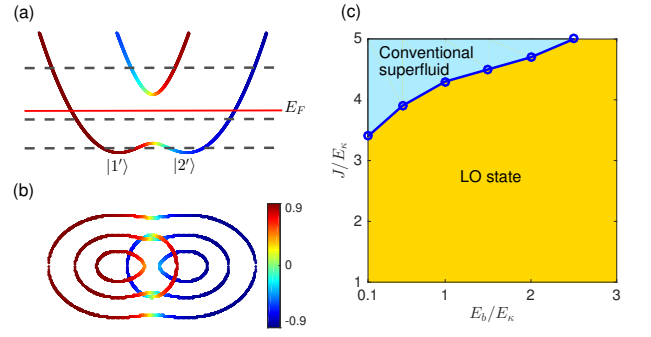 (a)
E_F
|1′⟩
|2′⟩
(b)
0.9
0
-0.9
(c)
5
4
3
2
1
J/E_κ
Conventional
superfluid
LO state
0.1
1
2
3
E_b/E_κ